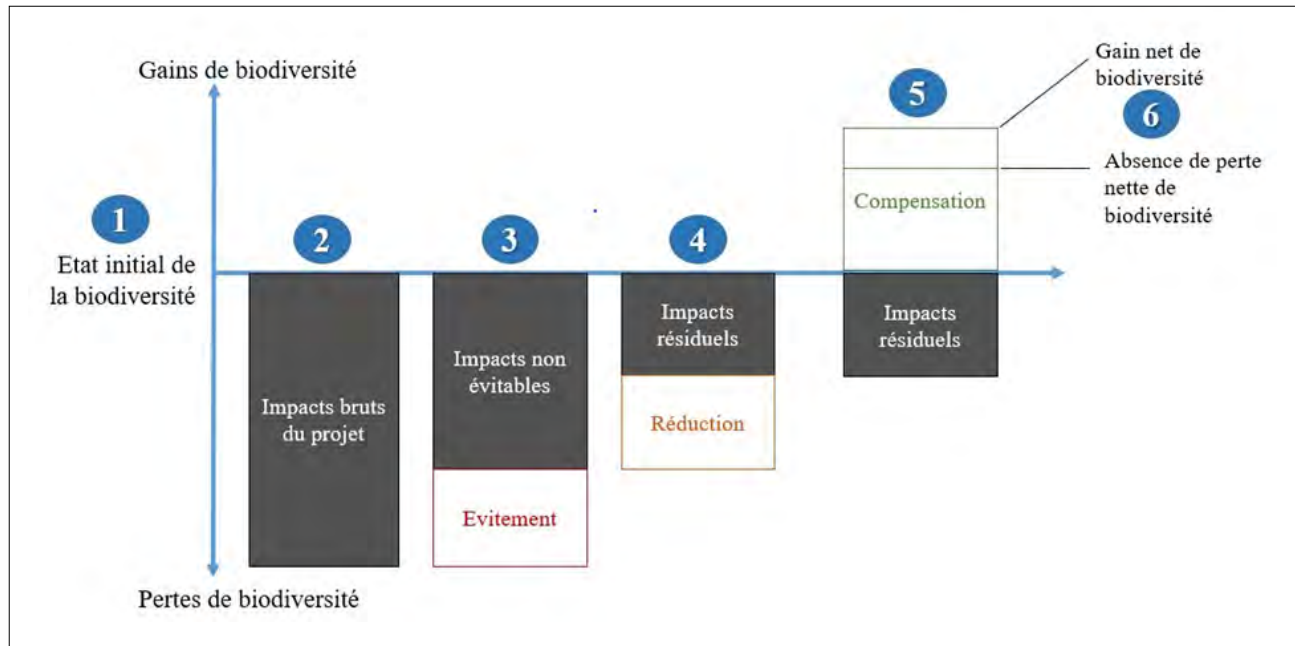 Gains de biodiversité
1
Etat initial de
la biodiversité
2
Impacts bruts
du projet
3
Impacts non
évitables
Evitement
4
Impacts
résiduels
Réduction
5
Compensation
Impacts
résiduels
Gain net de
biodiversité
6
Absence de perte
nette de
biodiversité
Pertes de biodiversité